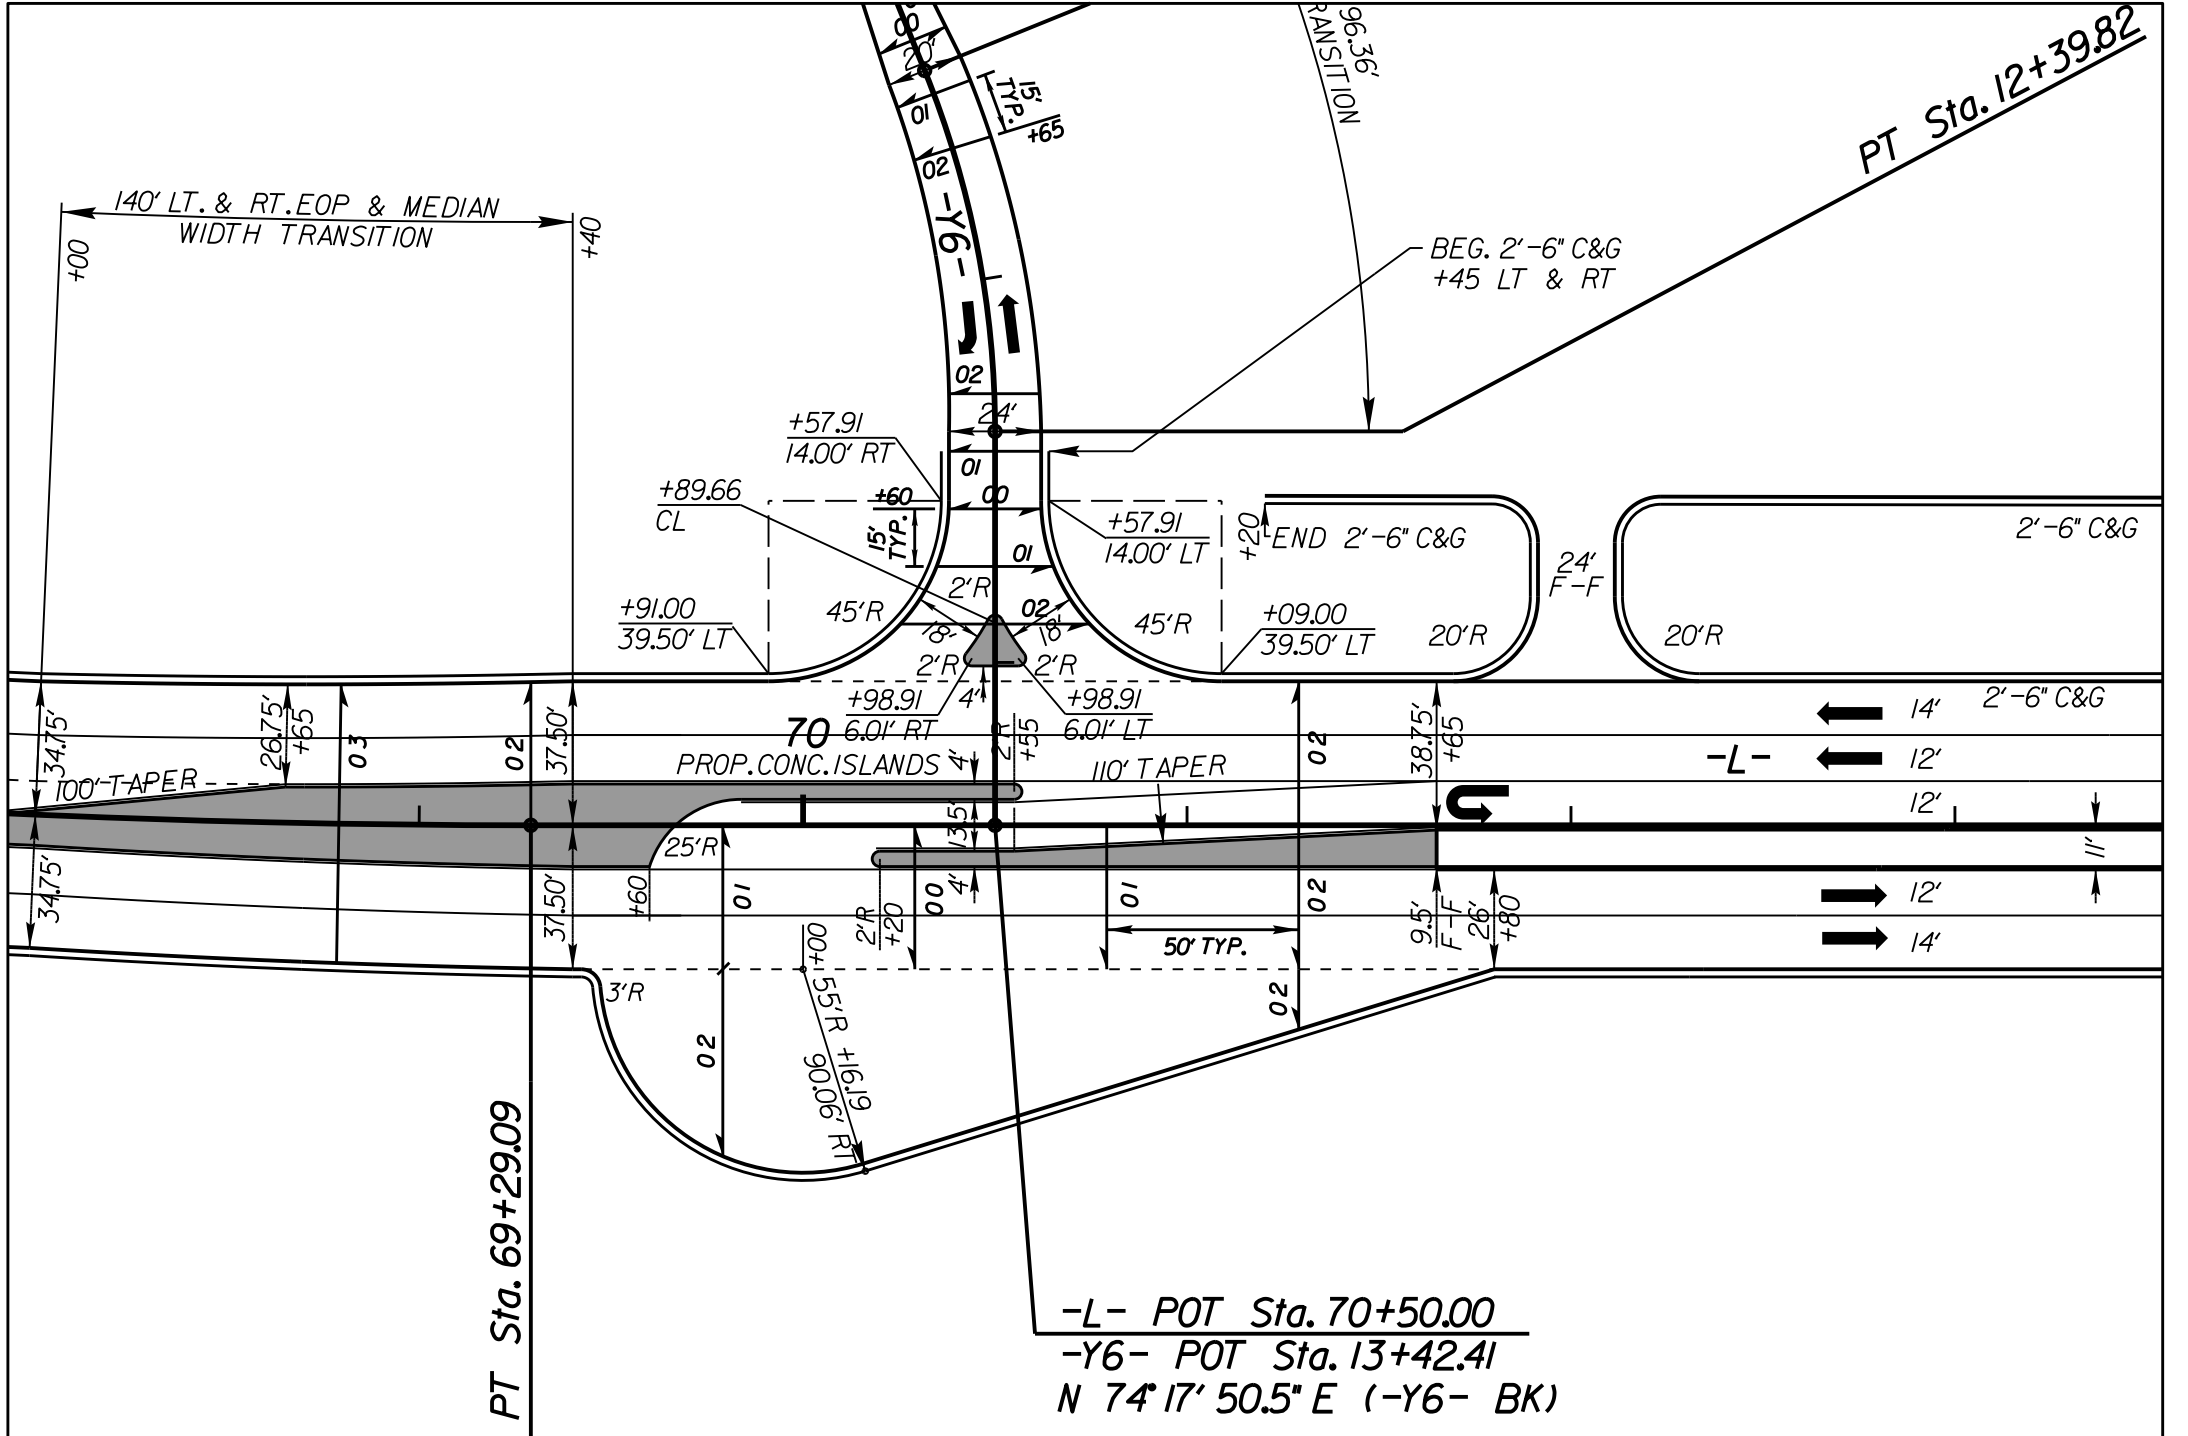 00
20'
01
02
15'
TYP.
+65
96.36'
RANSITION
PT Sta. 12+39.82
140' LT. & RT. EOP & MEDIAN
WIDTH TRANSITION
+00
+40
-Y6-
BEG. 2'-6" C&G
+45 LT & RT
02
24'
01
00
+57.91
14.00' RT
+89.66
CL
+60
15'
TYP.
01
+57.91
14.00' LT
+20
END 2'-6" C&G
24'
F-F
2'-6" C&G
+91.00
39.50' LT
45'R
2'R
02
18'
18'
45'R
+09.00
39.50' LT
20'R
20'R
2'R
2'R
4'
+98.91
6.01' RT
+98.91
6.01' LT
34.75'
26.75'
+65
03
02
37.50'
70
PROP. CONC. ISLANDS
4'
2'R
+55
02
38.75'
+65
2'-6" C&G
14'
-L-
12'
12'
100' TAPER
110' TAPER
13.5'
11'
34.75'
37.50'
25'R
+60
01
2'R
+20
00
4'
01
02
50' TYP.
9.5'
F-F
26'
+80
12'
14'
3'R
+00
55'R
+16.19
90.06' RT
02
02
PT Sta. 69+29.09
-L- POT Sta. 70+50.00
-Y6- POT Sta. 13+42.41
N 74° 17' 50.5" E (-Y6- BK)